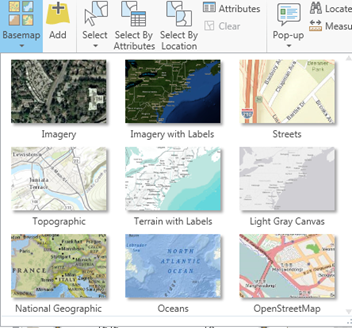 Basemap
Add
Select
Select By
Attributes
Select By
Location
Attributes
Clear
Pop-up
Locate
Measu
Imagery
Imagery with Labels
Streets
Topographic
Terrain with Labels
Light Gray Canvas
FRANCE
ITALY
NORTH
ATLANTIC
OCEAN
National Geographic
Oceans
OpenStreetMap